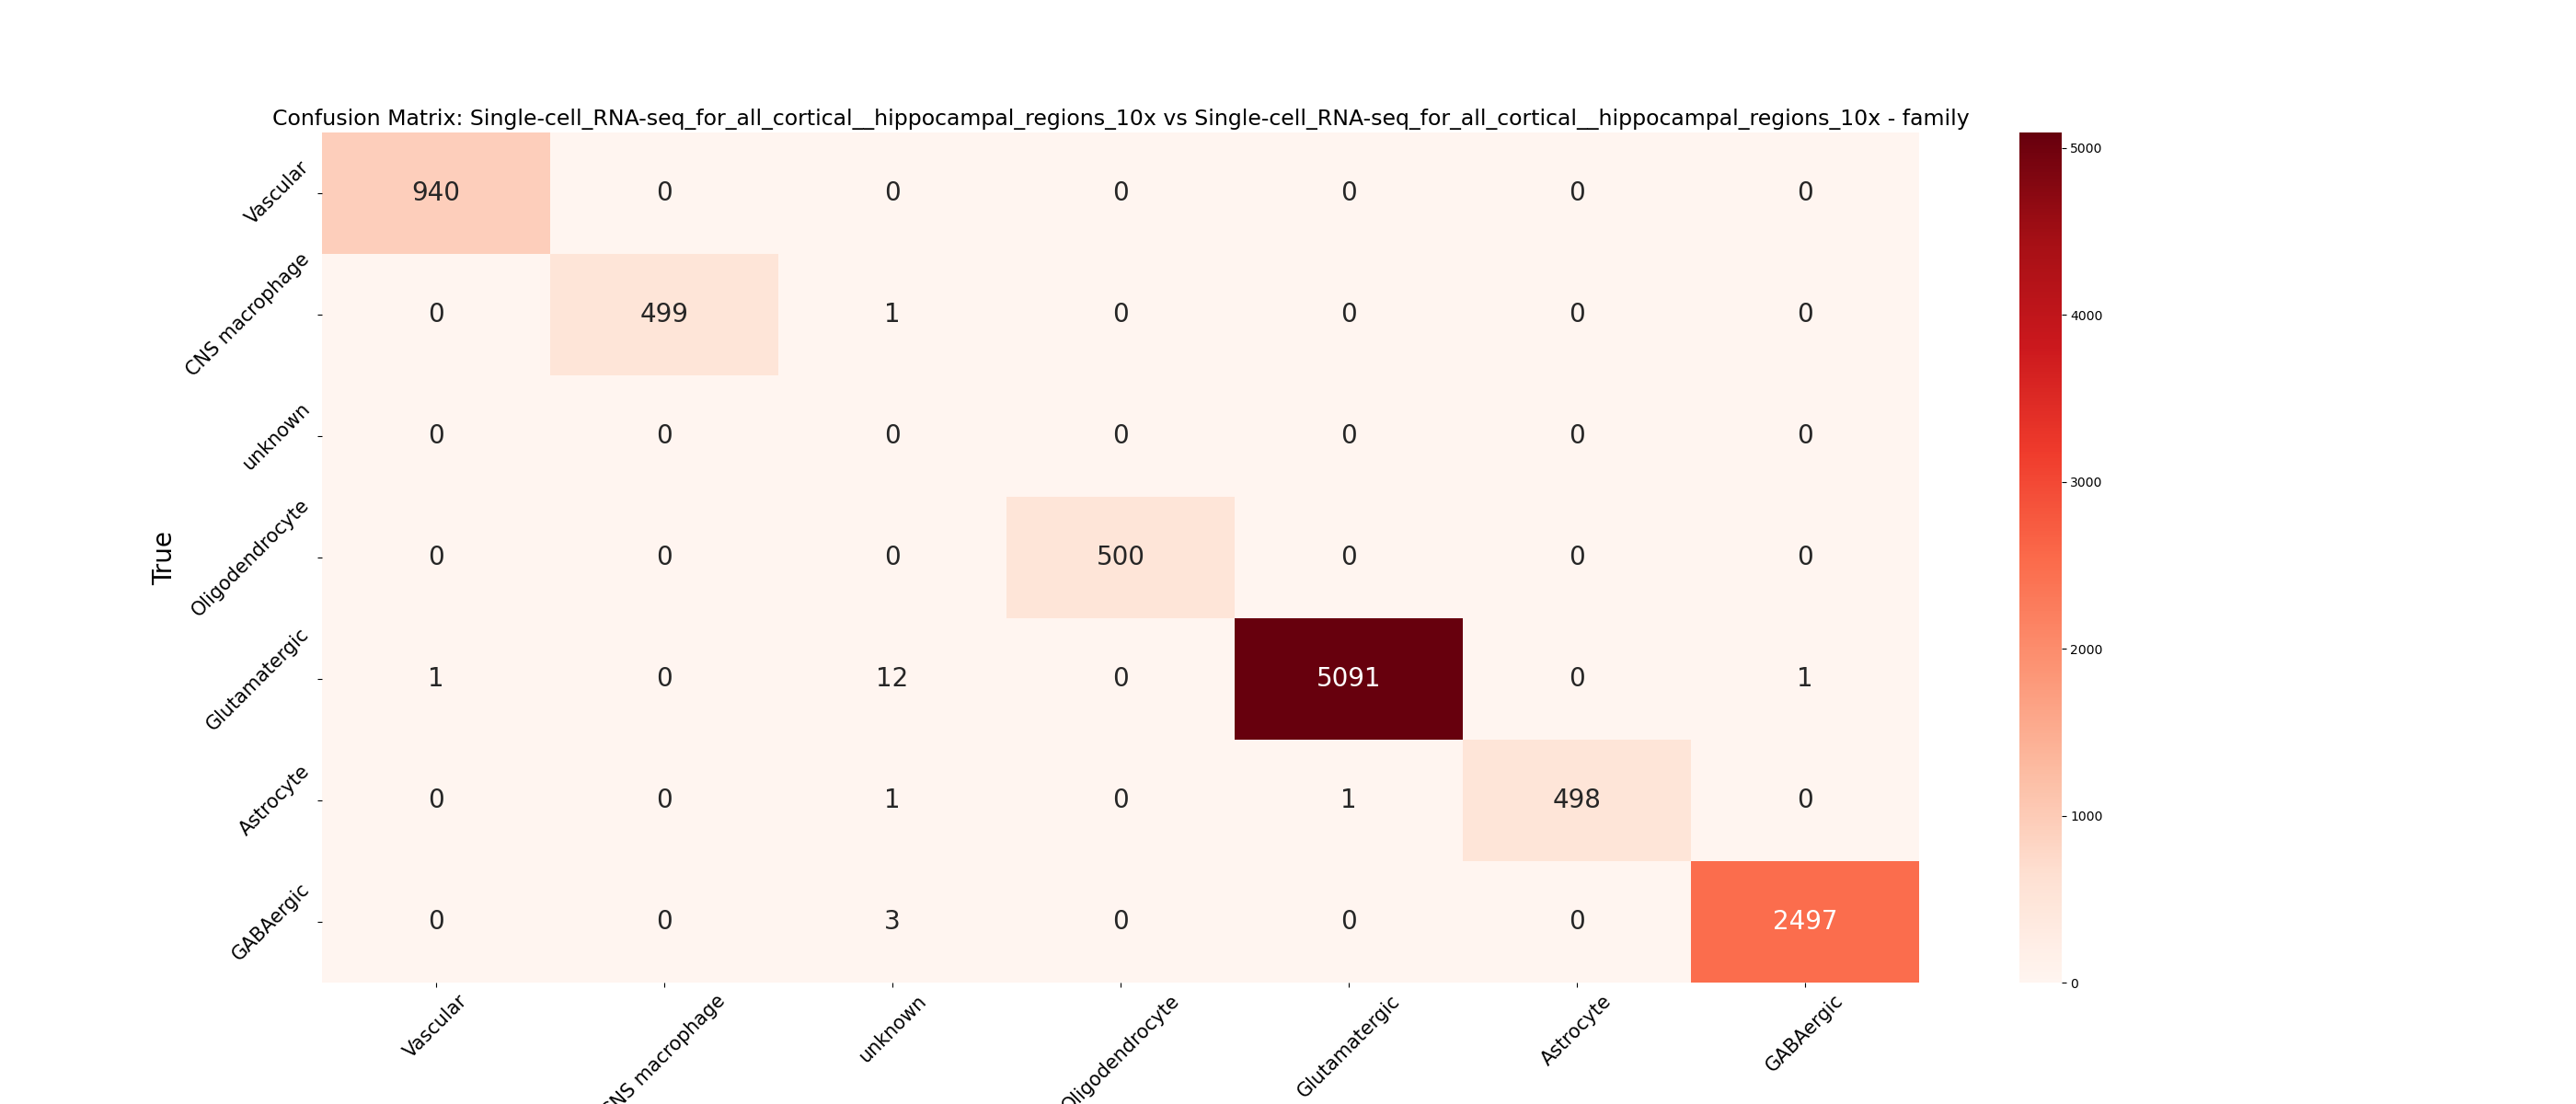 Confusion Matrix: Single-cell_RNA-seq_for_all_cortical__hippocampal_regions_10x vs Single-cell_RNA-seq_for_all_cortical__hippocampal_regions_10x - family
Vascular 940 0 0 0 0 0 0
CNS macrophage 0 499 1 0 0 0 0
unknown 0 0 0 0 0 0 0
Oligodendrocyte 0 0 0 500 0 0 0
Glutamatergic 1 0 12 0 5091 0 1
Astrocyte 0 0 1 0 1 498 0
GABAergic 0 0 3 0 0 0 2497
True
Vascular CNS macrophage unknown Oligodendrocyte Glutamatergic Astrocyte GABAergic
5000
4000
3000
2000
1000
0